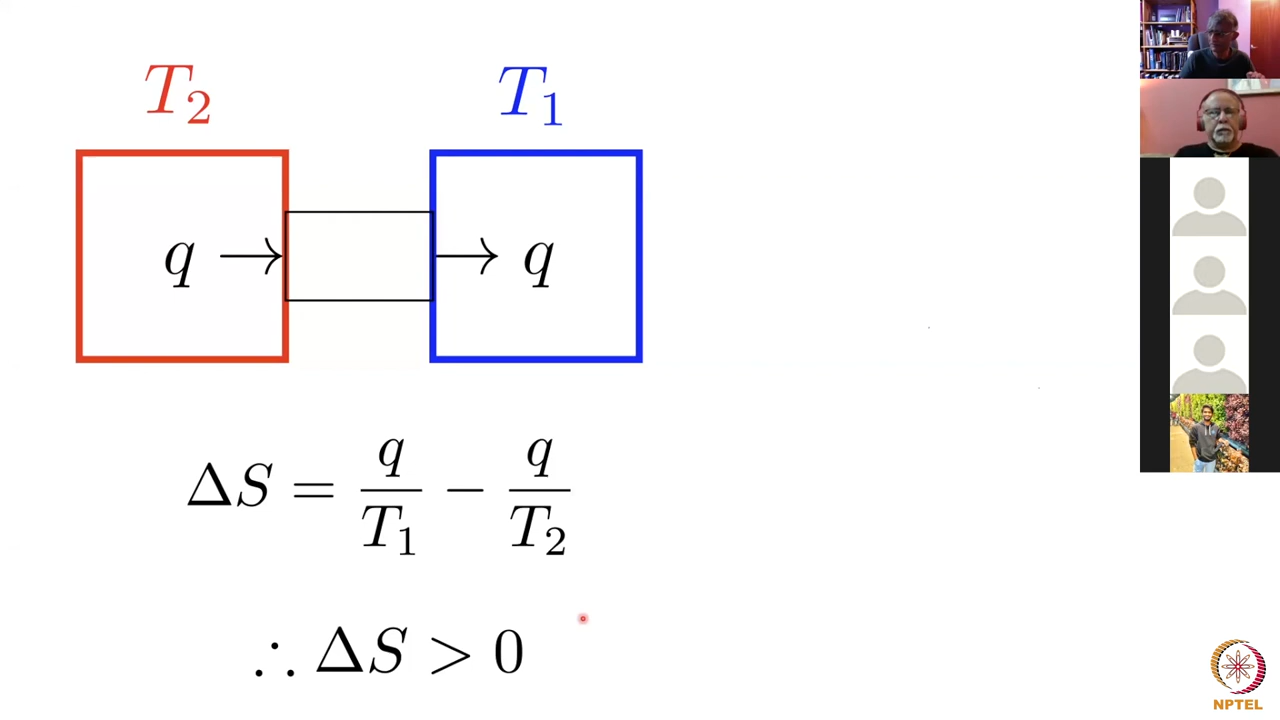 T₂ T₁
q → → q
ΔS = q/T₁ − q/T₂
∴ ΔS > 0
NPTEL